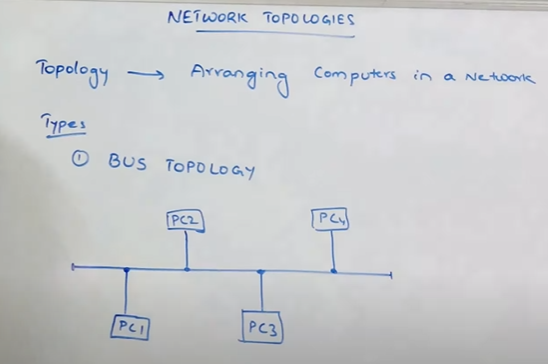 NETWORK TOPOLOGIES
Topology → Arranging Computers in a Network
Types
① BUS TOPOLOGY
PC2 PC4
PC1 PC3